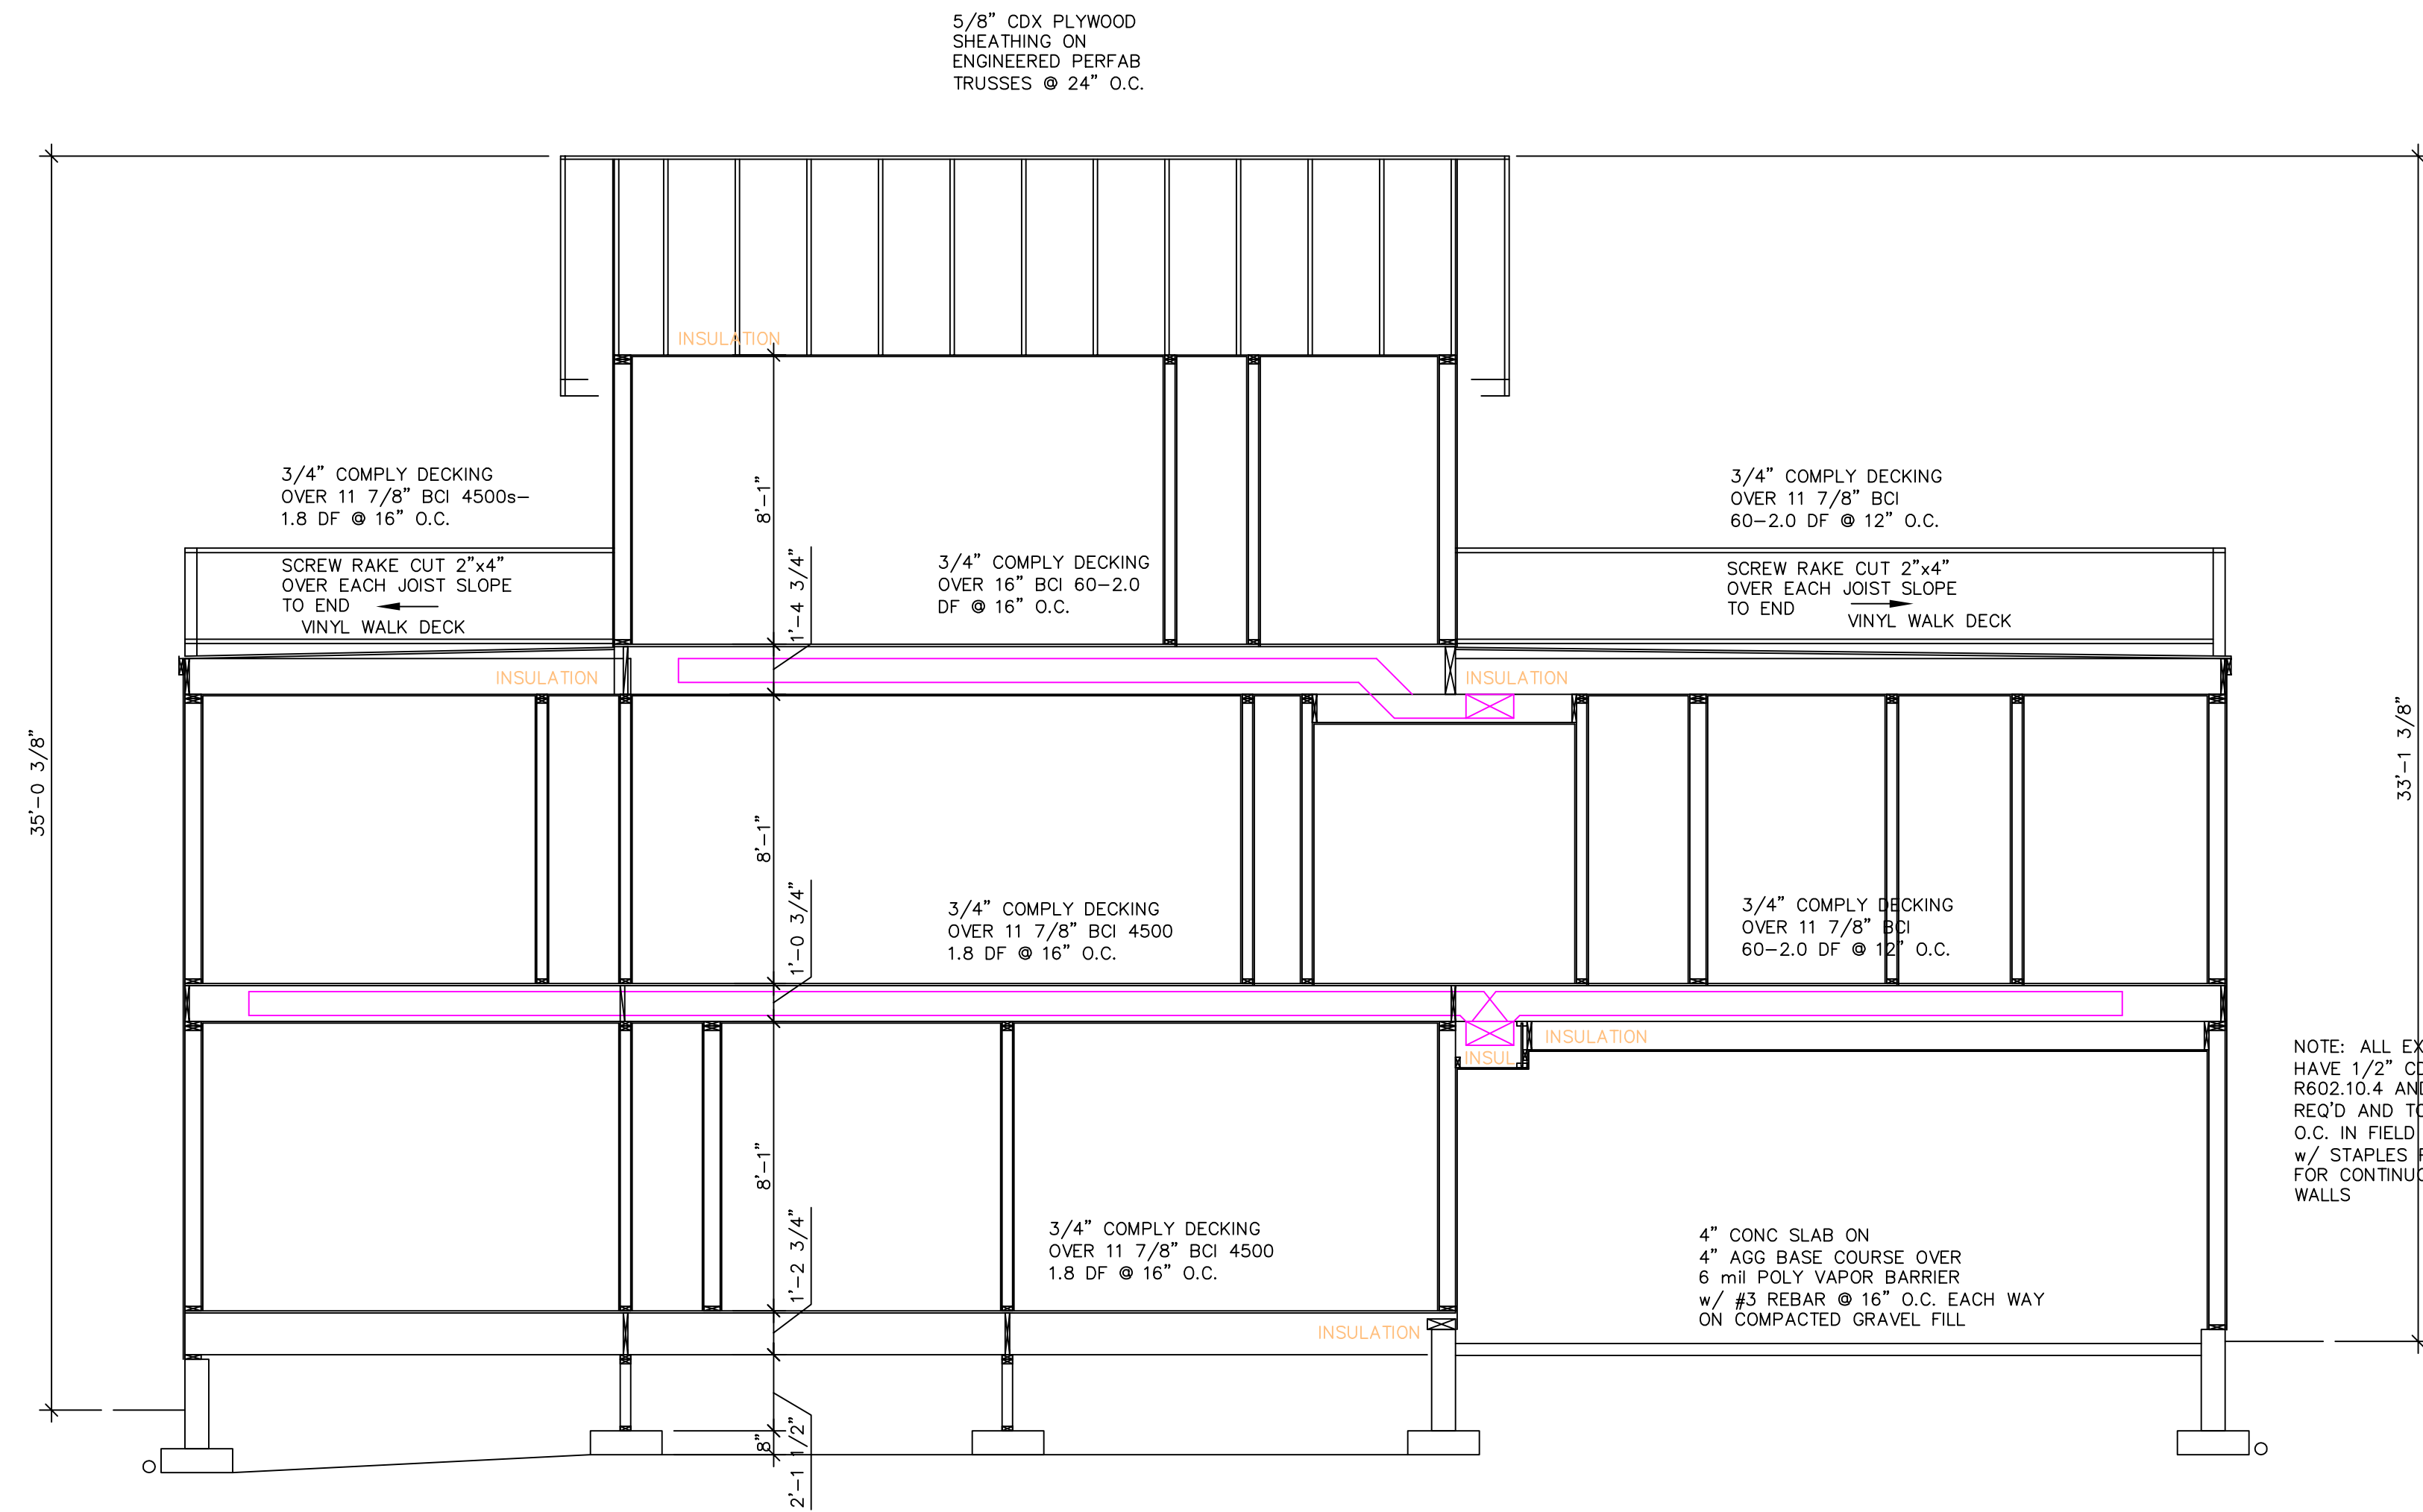 5/8" CDX PLYWOOD
SHEATHING ON
ENGINEERED PERFAB
TRUSSES @ 24" O.C.
INSULATION
3/4" COMPLY DECKING
OVER 11 7/8" BCI 4500s-
1.8 DF @ 16" O.C.
SCREW RAKE CUT 2"x4"
OVER EACH JOIST SLOPE
TO END
VINYL WALK DECK
8'-1"
1'-4 3/4"
3/4" COMPLY DECKING
OVER 16" BCI 60-2.0
DF @ 16" O.C.
3/4" COMPLY DECKING
OVER 11 7/8" BCI
60-2.0 DF @ 12" O.C.
SCREW RAKE CUT 2"x4"
OVER EACH JOIST SLOPE
TO END
VINYL WALK DECK
INSULATION
INSULATION
35'-0 3/8"
33'-1 3/8"
8'-1"
1'-0 3/4"
3/4" COMPLY DECKING
OVER 11 7/8" BCI 4500
1.8 DF @ 16" O.C.
3/4" COMPLY DECKING
OVER 11 7/8" BCI
60-2.0 DF @ 12" O.C.
INSULATION
INSUL
NOTE: ALL EX
HAVE 1/2"
R602.10.4
REQ'D AND
O.C. IN FIELD
w/ STAPLES
FOR
WALLS
8'-1"
1'-2 3/4"
3/4" COMPLY DECKING
OVER 11 7/8" BCI 4500
1.8 DF @ 16" O.C.
4" CONC SLAB ON
4" AGG BASE COURSE OVER
6 mil POLY VAPOR BARRIER
w/ #3 REBAR @ 16" O.C. EACH WAY
ON COMPACTED GRAVEL FILL
INSULATION
8"
2'-1 1/2"